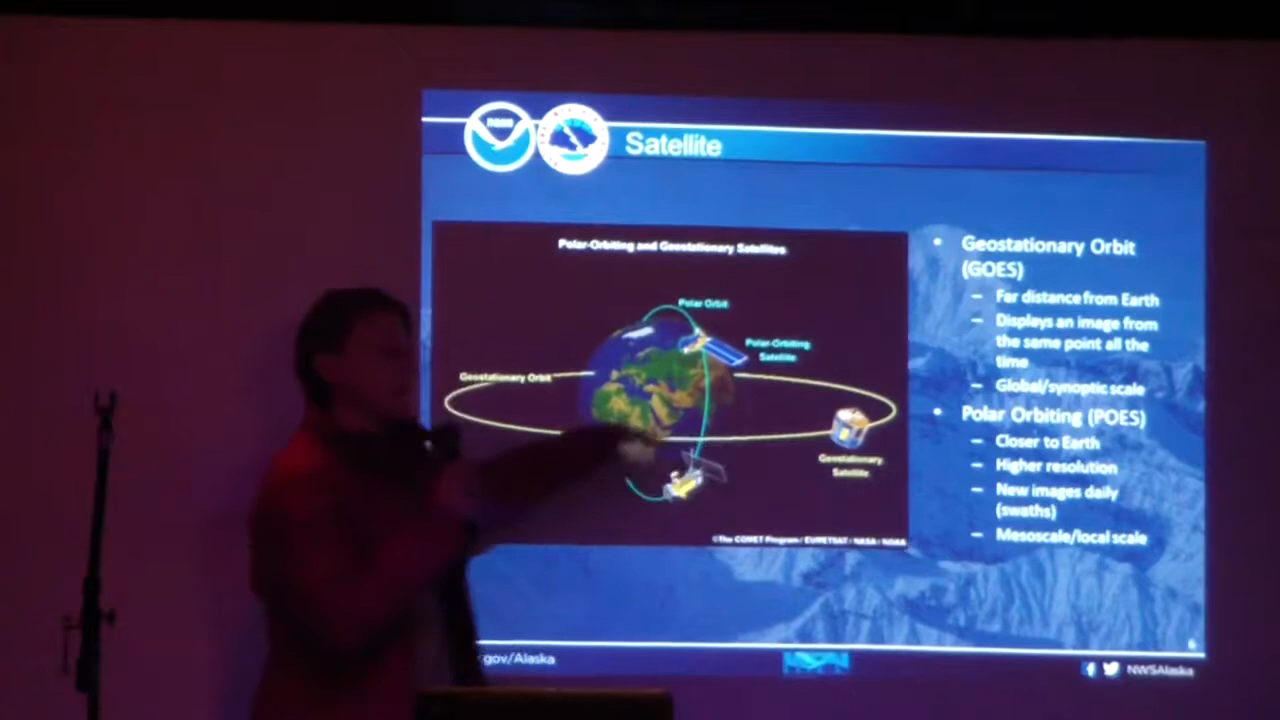 NOAA
Satellite
Polar-Orbiting and Geostationary Satellites
Polar Orbit
Polar-Orbiting
Satellite
Geostationary Orbit
Geostationary
Satellite
©The COMET Program / EUMETSAT / NASA / NOAA
• Geostationary Orbit
(GOES)
– Far distance from Earth
– Displays an image from
the same point all the
time
– Global/synoptic scale
• Polar Orbiting (POES)
– Closer to Earth
– Higher resolution
– New images daily
(swaths)
– Mesoscale/local scale
6
.gov/Alaska
NWSAlaska